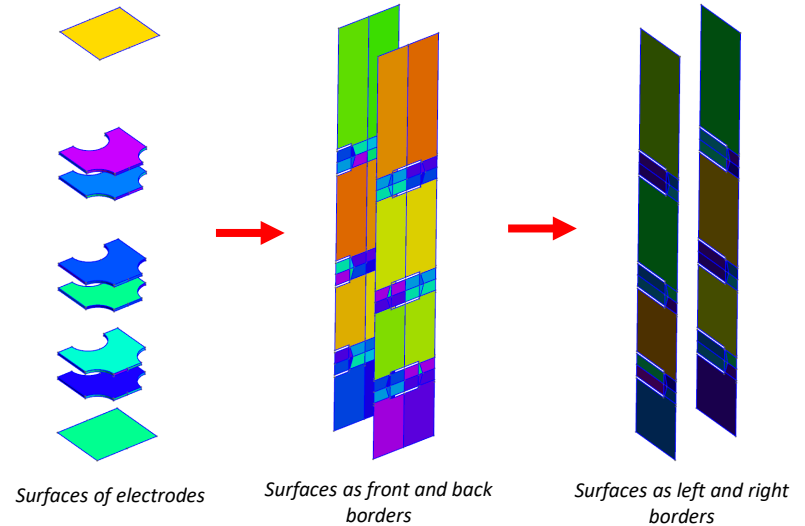 Surfaces of electrodes
Surfaces as front and back
borders
Surfaces as left and right
borders